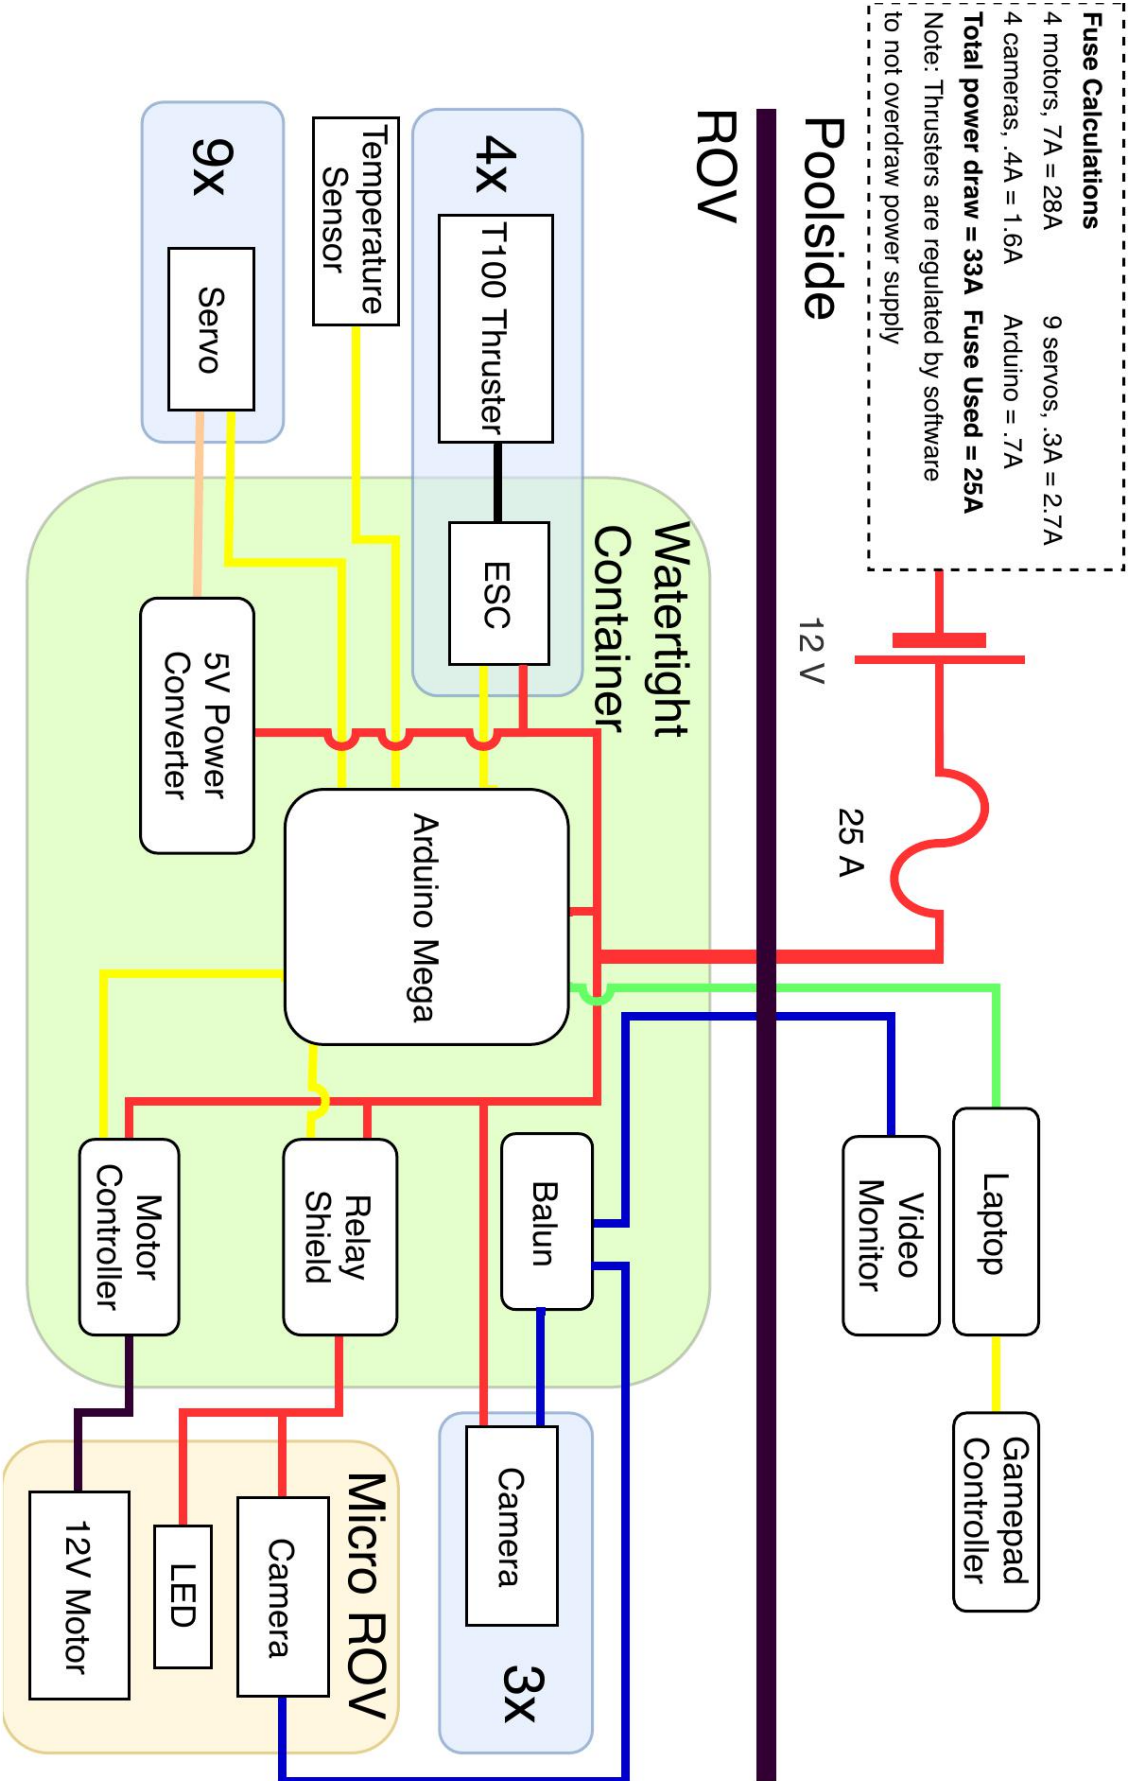 Fuse Calculations
4 motors, 7A = 28A 9 servos, .3A = 2.7A
4 cameras, .4A = 1.6A Arduino = .7A
Total power draw = 33A Fuse Used = 25A
Note: Thrusters are regulated by software
to not overdraw power supply
12 V
25 A
Laptop
Gamepad
Controller
Video
Monitor
Poolside
ROV
Watertight
Container
4x
T100 Thruster
ESC
Temperature
Sensor
9x
Servo
5V Power
Converter
Arduino Mega
Balun
Relay
Shield
Motor
Controller
Camera
3x
Micro ROV
Camera
LED
12V Motor